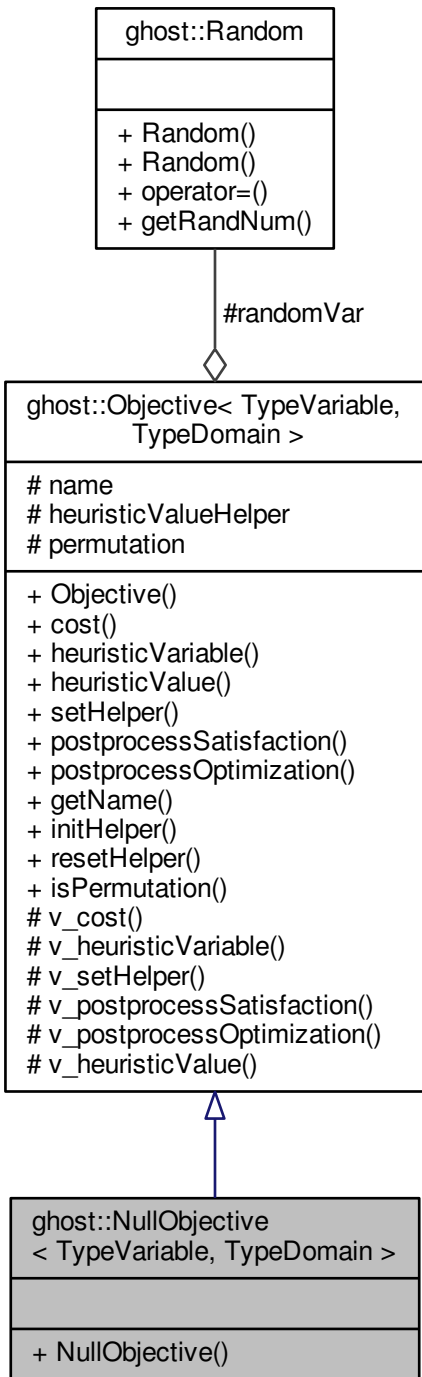 ghost::Random
+ Random()
+ Random()
+ operator=()
+ getRandNum()
#randomVar
ghost::Objective< TypeVariable,
TypeDomain >
# name
# heuristicValueHelper
# permutation
+ Objective()
+ cost()
+ heuristicVariable()
+ heuristicValue()
+ setHelper()
+ postprocessSatisfaction()
+ postprocessOptimization()
+ getName()
+ initHelper()
+ resetHelper()
+ isPermutation()
# v_cost()
# v_heuristicVariable()
# v_setHelper()
# v_postprocessSatisfaction()
# v_postprocessOptimization()
# v_heuristicValue()
ghost::NullObjective
< TypeVariable, TypeDomain >
+ NullObjective()